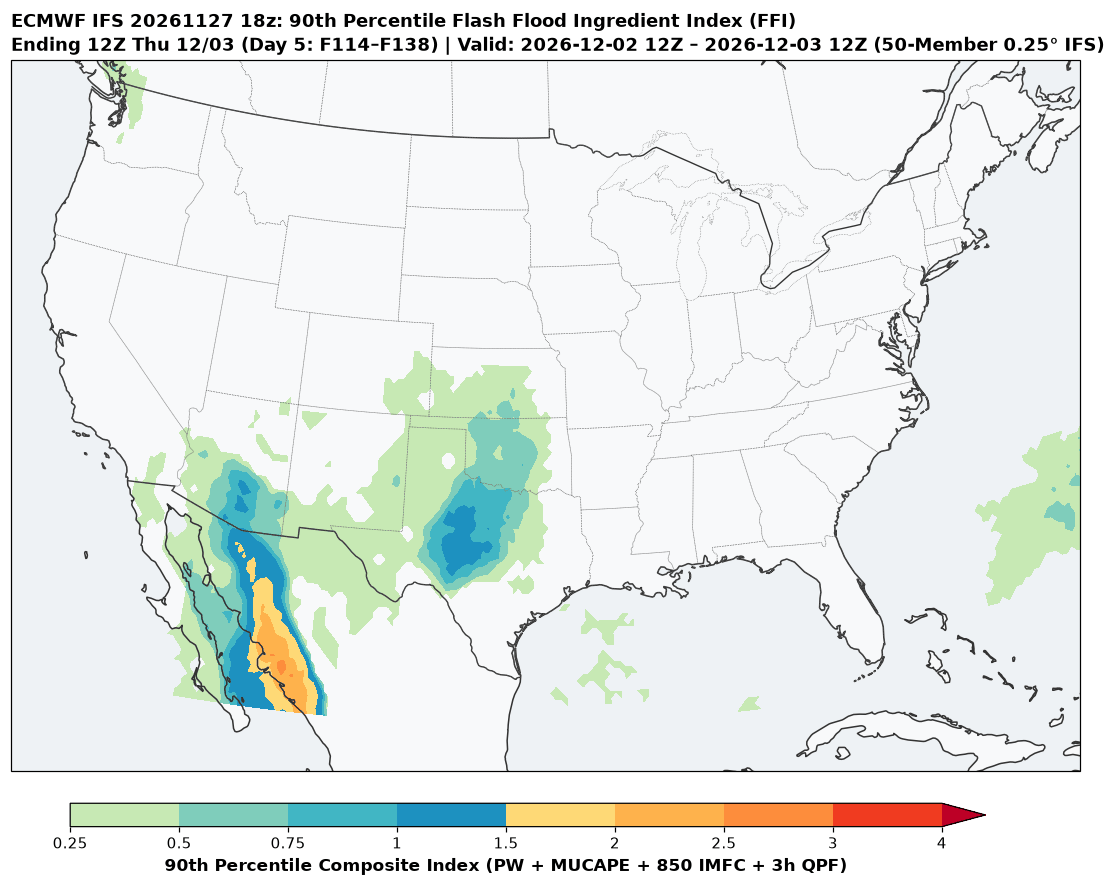 ECMWF IFS 20261127 18z: 90th Percentile Flash Flood Ingredient Index (FFI)
Ending 12Z Thu 12/03 (Day 5: F114–F138) | Valid: 2026-12-02 12Z – 2026-12-03 12Z (50-Member 0.25° IFS)
0.25 0.5 0.75 1 1.5 2 2.5 3 4
90th Percentile Composite Index (PW + MUCAPE + 850 IMFC + 3h QPF)